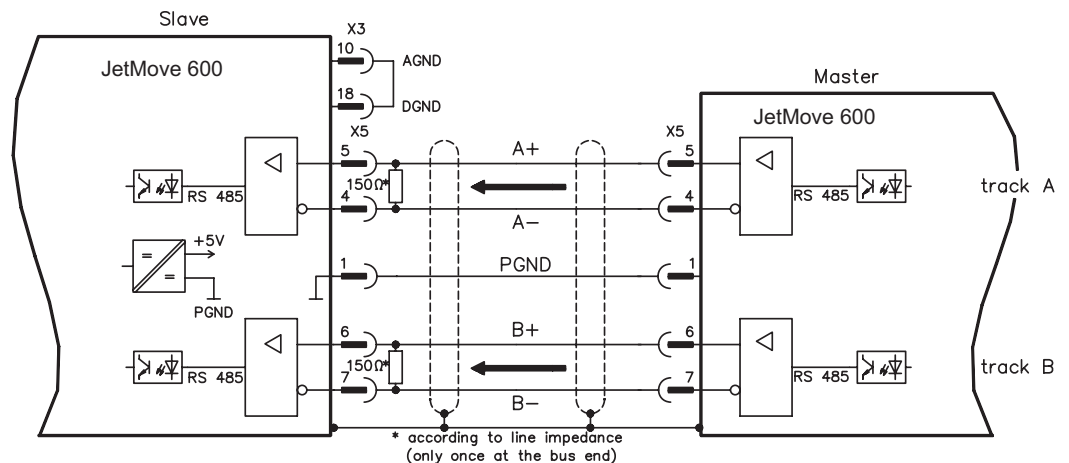 Slave
X3
JetMove 600
10
AGND
18
DGND
Master
JetMove 600
X5
X5
5
A+
5
150Ω*
RS 485
RS 485
track A
4
A-
4
+5V
=
=
PGND
1
PGND
1
6
B+
6
150Ω*
RS 485
RS 485
track B
7
B-
7
* according to line impedance
(only once at the bus end)